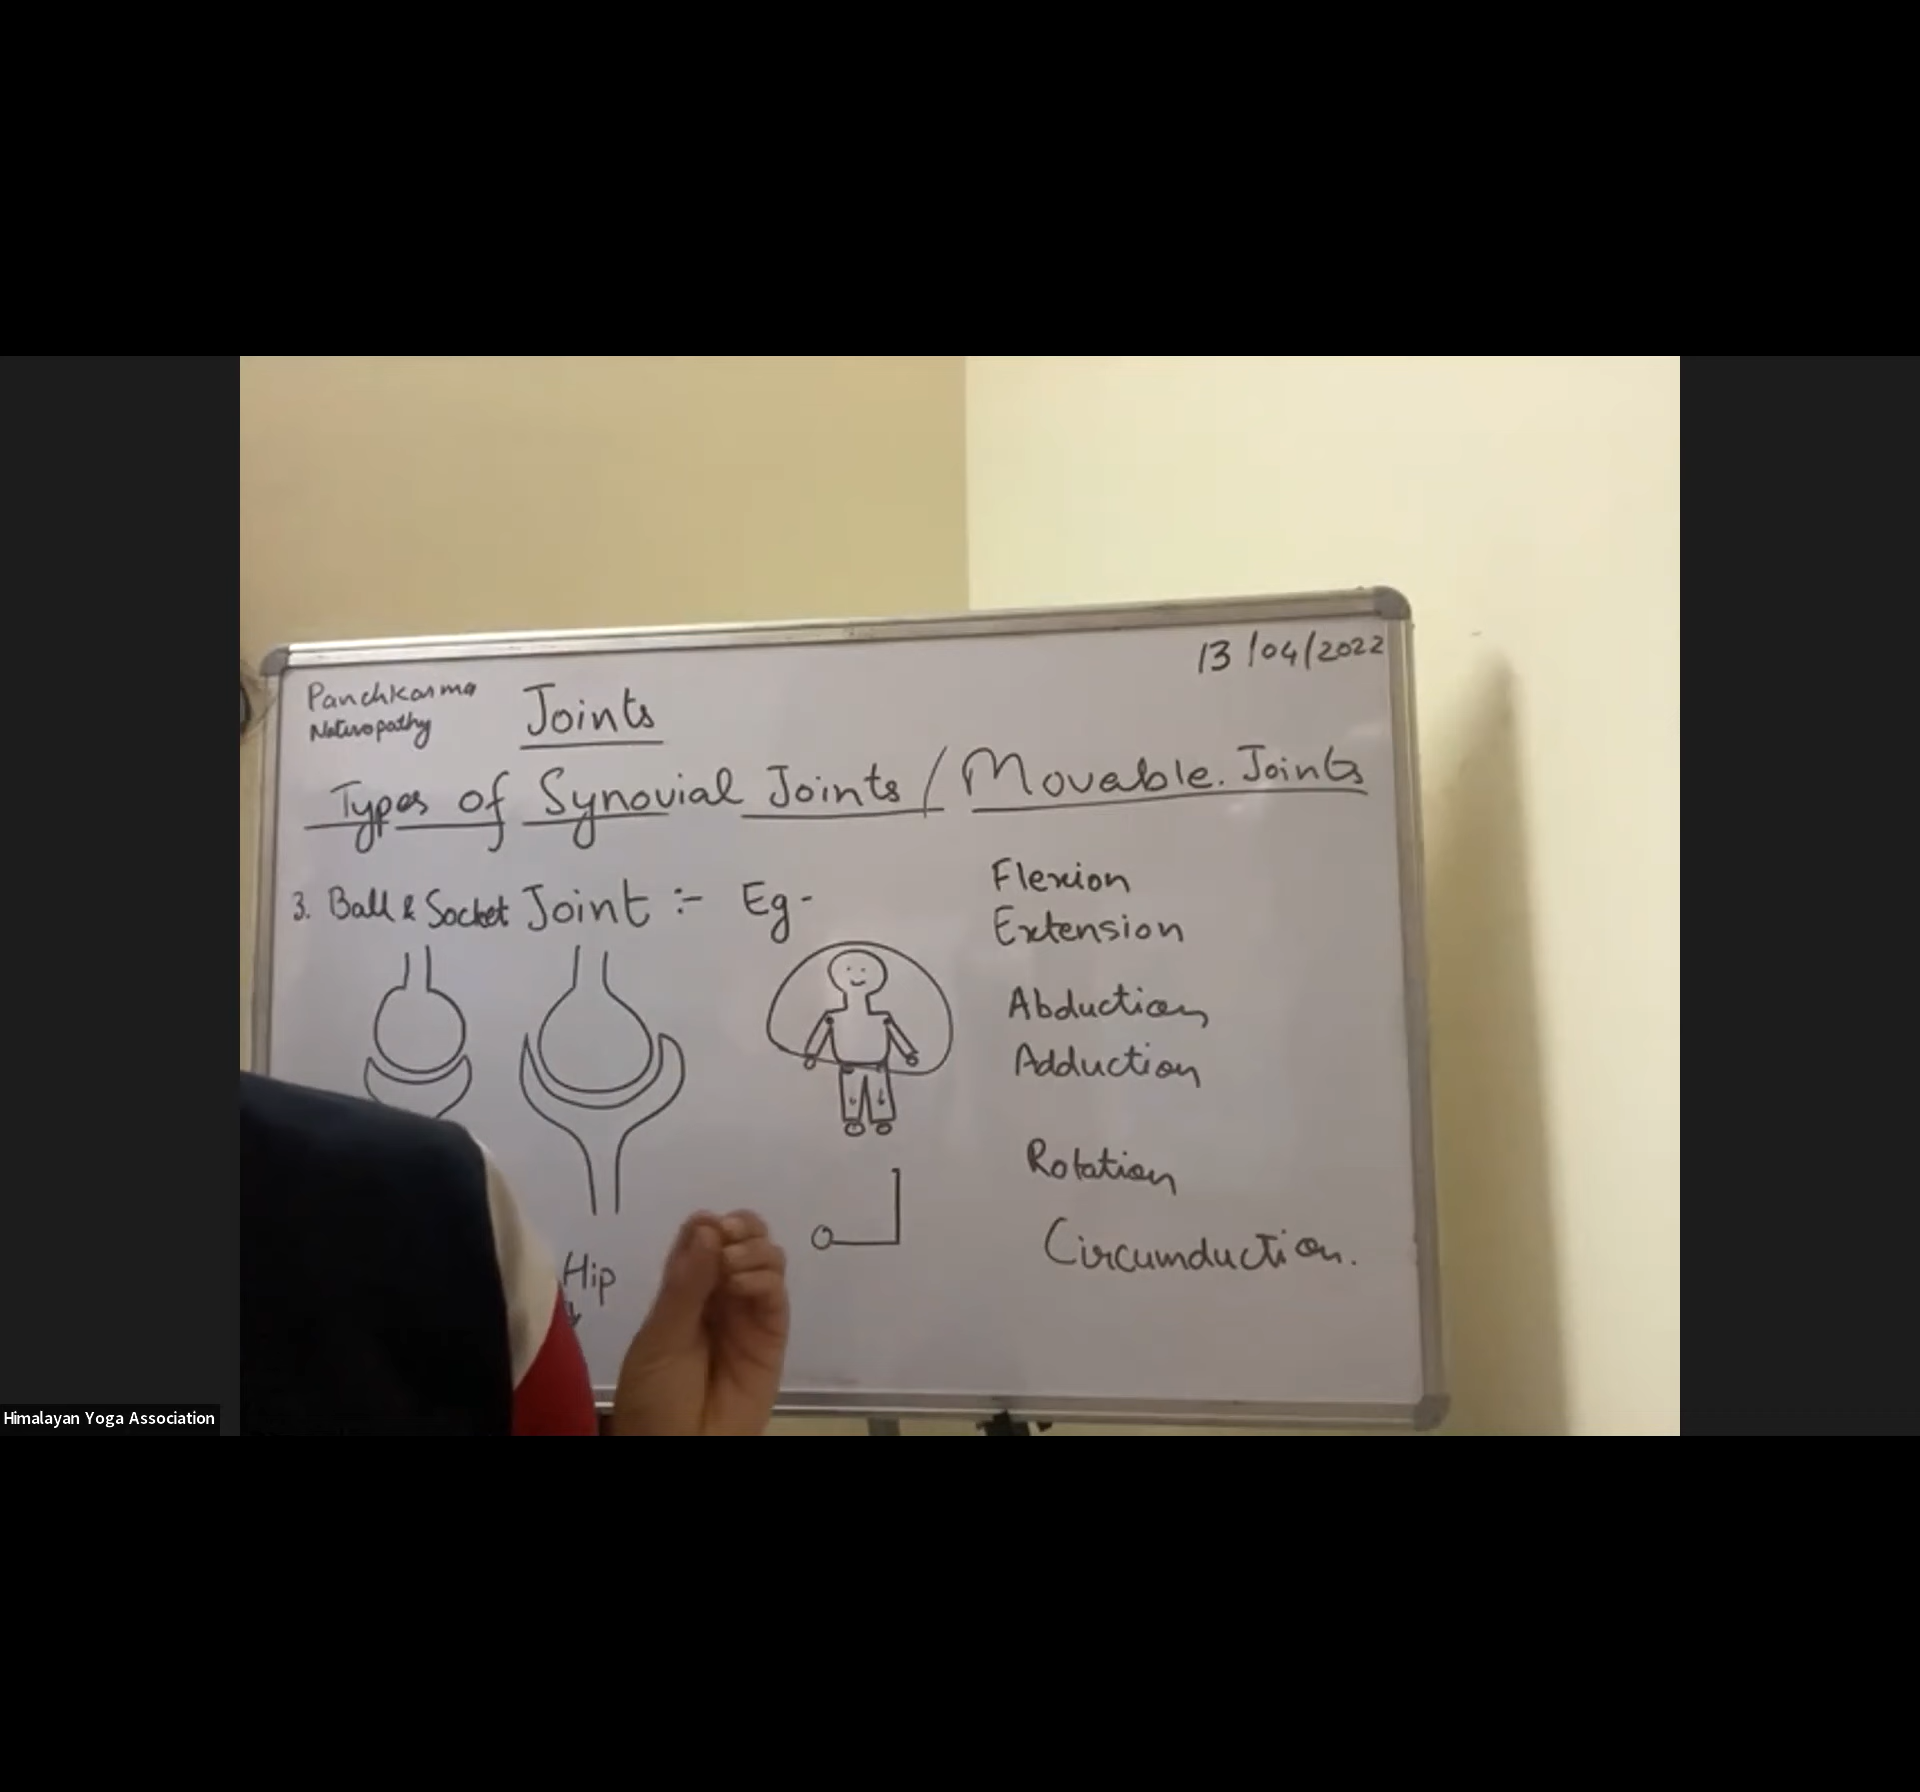 13/04/2022
Panchkarma
Naturopathy
Joints
Types of Synovial Joints / Movable Joints
3. Ball & Socket Joint :- Eg -
Flexion
Extension
Abduction
Adduction
Rotation
Circumduction.
Hip
Himalayan Yoga Association